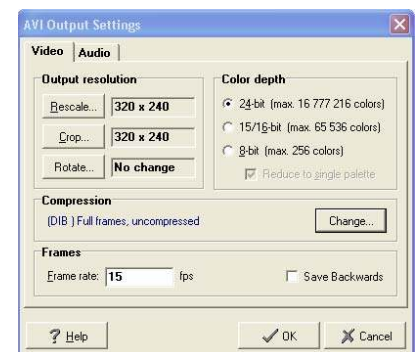 AVI Output Settings
Video Audio
Output resolution
Rescale... 320 x 240
Crop... 320 x 240
Rotate... No change
Color depth
24-bit (max. 16 777 216 colors)
15/16-bit (max. 65 536 colors)
8-bit (max. 256 colors)
Reduce to single palette
Compression
(DIB ) Full frames, uncompressed Change...
Frames
Frame rate: 15 fps Save Backwards
? Help OK Cancel